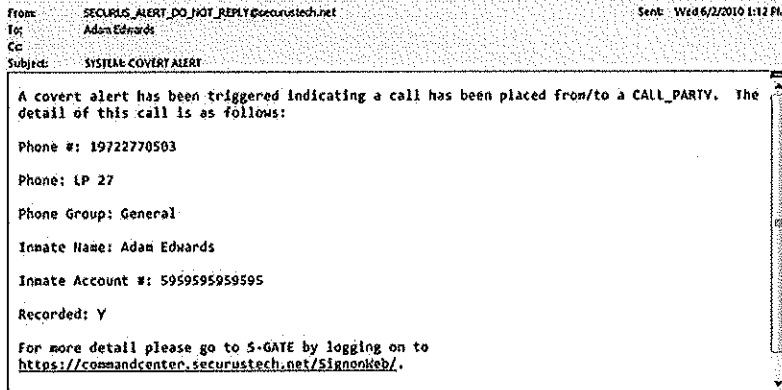 From: SECURUS_ALERT_DO_NOT_REPLY@securustech.net Sent: Wed 6/2/2010 1:12 PM
To: Adam Edwards
Cc:
Subject: SYSTEM: COVERT ALERT
A covert alert has been triggered indicating a call has been placed from/to a CALL_PARTY. The
detail of this call is as follows:
Phone #: 19722770503
Phone: LP 27
Phone Group: General
Inmate Name: Adam Edwards
Inmate Account #: 5959595959595
Recorded: Y
For more detail please go to S-GATE by logging on to
https://commandcenter.securustech.net/SignonWeb/.